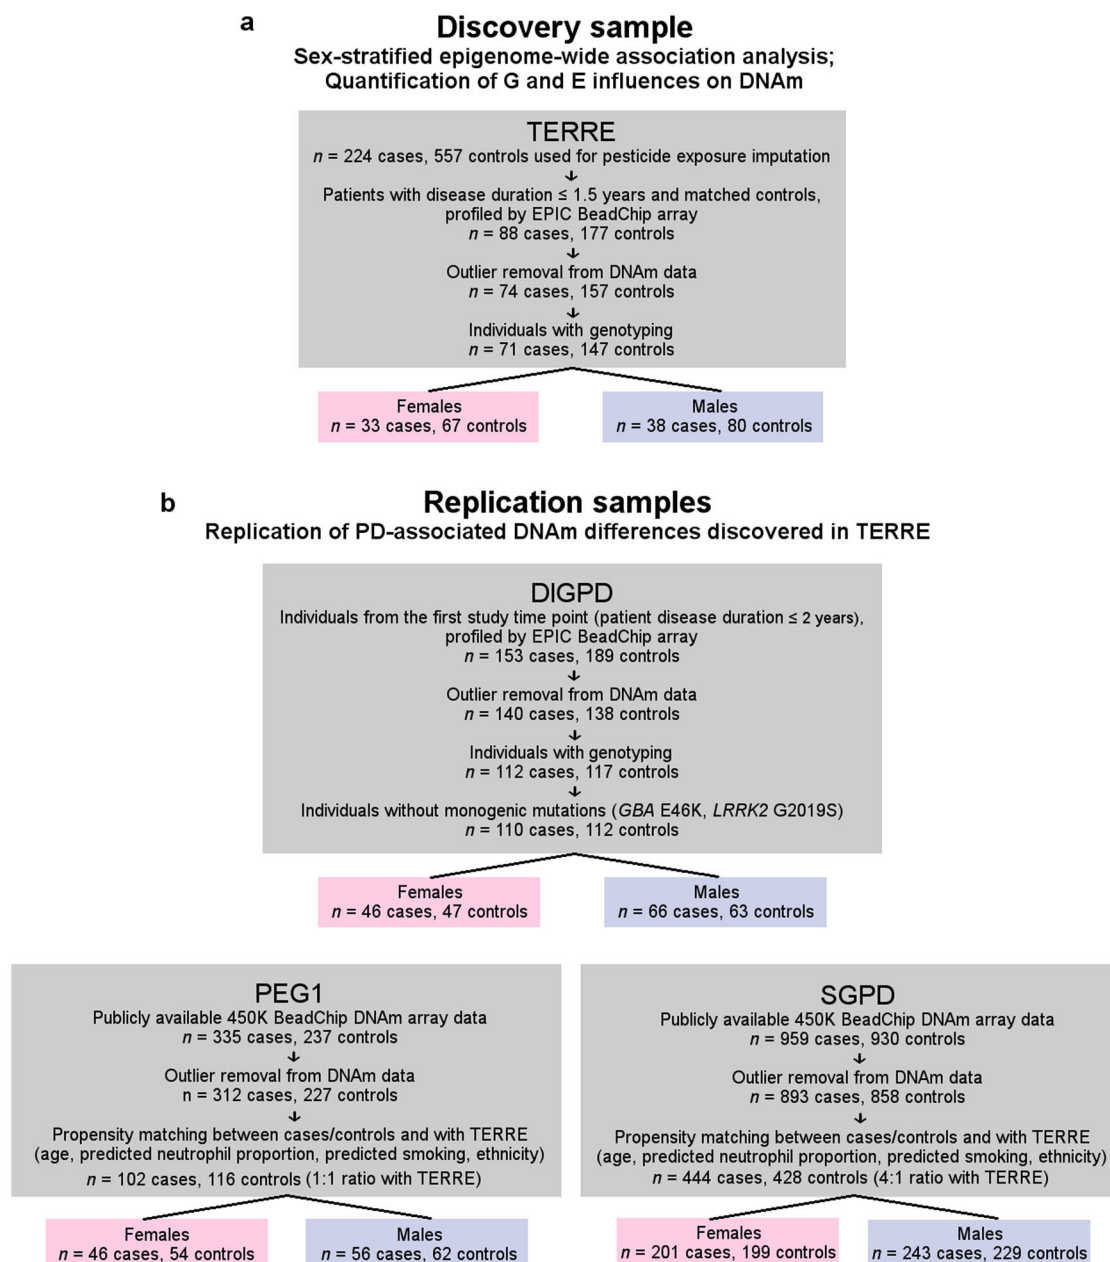 a
Discovery sample
Sex-stratified epigenome-wide association analysis;
Quantification of G and E influences on DNAm
TERRE
n = 224 cases, 557 controls used for pesticide exposure imputation
Patients with disease duration ≤ 1.5 years and matched controls,
profiled by EPIC BeadChip array
n = 88 cases, 177 controls
Outlier removal from DNAm data
n = 74 cases, 157 controls
Individuals with genotyping
n = 71 cases, 147 controls
Females
n = 33 cases, 67 controls
Males
n = 38 cases, 80 controls
b
Replication samples
Replication of PD-associated DNAm differences discovered in TERRE
DIGPD
Individuals from the first study time point (patient disease duration ≤ 2 years),
profiled by EPIC BeadChip array
n = 153 cases, 189 controls
Outlier removal from DNAm data
n = 140 cases, 138 controls
Individuals with genotyping
n = 112 cases, 117 controls
Individuals without monogenic mutations (GBA E46K, LRRK2 G2019S)
n = 110 cases, 112 controls
Females
n = 46 cases, 47 controls
Males
n = 66 cases, 63 controls
PEG1
Publicly available 450K BeadChip DNAm array data
n = 335 cases, 237 controls
Outlier removal from DNAm data
n = 312 cases, 227 controls
Propensity matching between cases/controls and with TERRE
(age, predicted neutrophil proportion, predicted smoking, ethnicity)
n = 102 cases, 116 controls (1:1 ratio with TERRE)
Females
n = 46 cases, 54 controls
Males
n = 56 cases, 62 controls
SGPD
Publicly available 450K BeadChip DNAm array data
n = 959 cases, 930 controls
Outlier removal from DNAm data
n = 893 cases, 858 controls
Propensity matching between cases/controls and with TERRE
(age, predicted neutrophil proportion, predicted smoking, ethnicity)
n = 444 cases, 428 controls (4:1 ratio with TERRE)
Females
n = 201 cases, 199 controls
Males
n = 243 cases, 229 controls